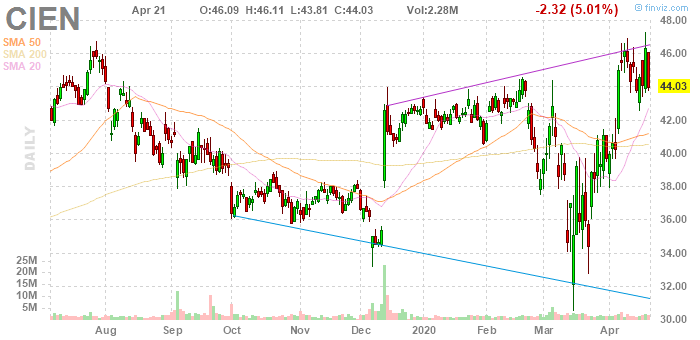 CIEN
Apr 21 O:46.09 H:46.11 L:43.81 C:44.03 Vol:2.28M -2.32 (5.01%)
© finviz.com
SMA 50
SMA 200
SMA 20
DAILY
48.00
46.00
44.03
42.00
40.00
38.00
36.00
34.00
32.00
30.00
25M
20M
15M
10M
5M
Aug Sep Oct Nov Dec 2020 Feb Mar Apr